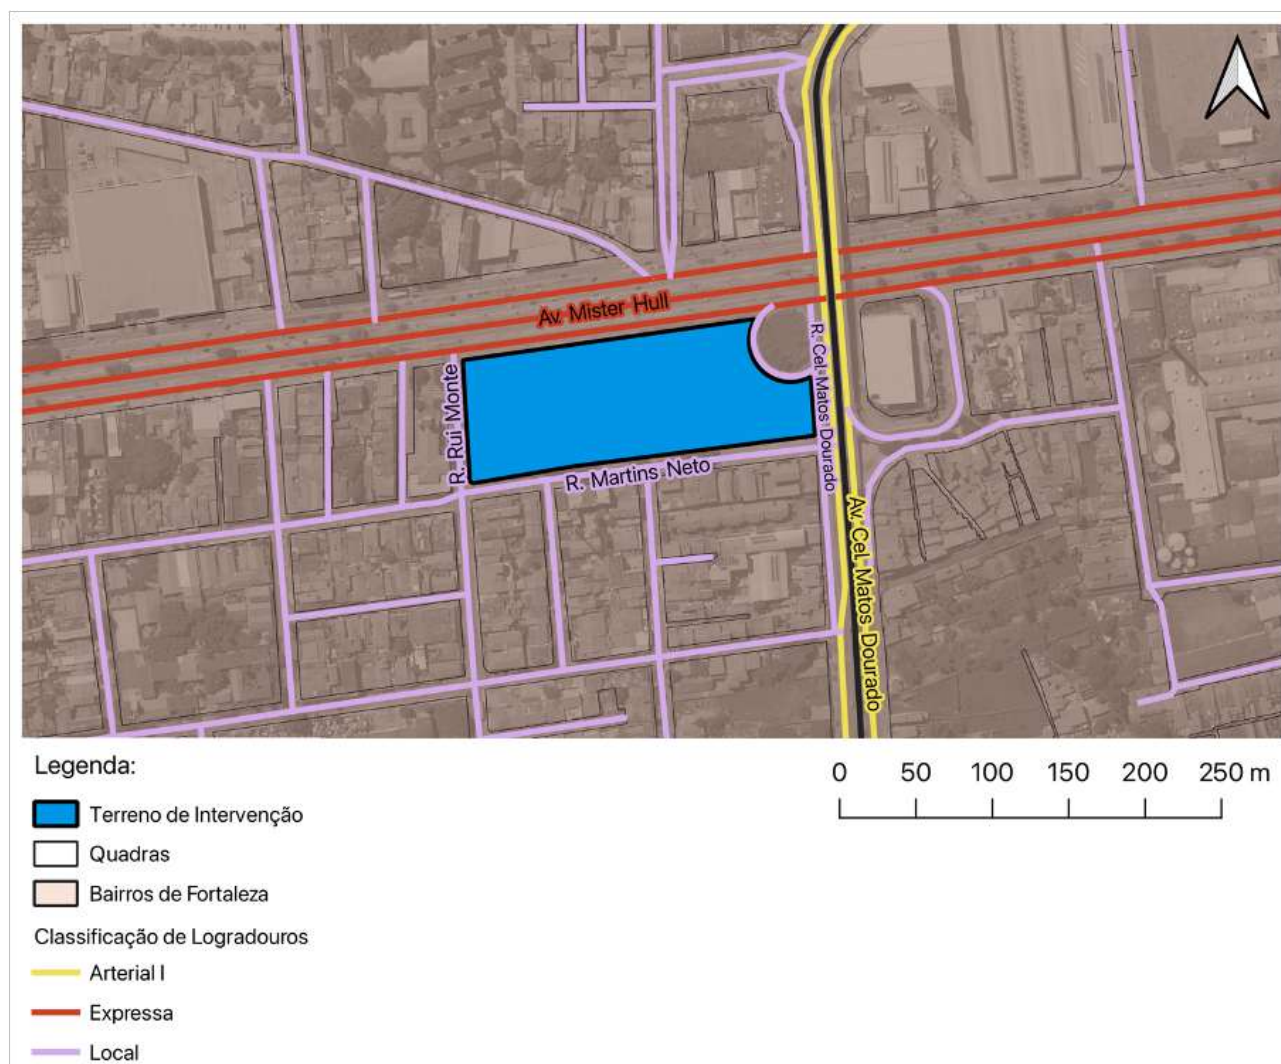 Av. Mister Hull
R. Rui Monte
R. Martins Neto
R. Cel. Matos Dourado
Av. Cel. Matos Dourado
Legenda:
Terreno de Intervenção
Quadras
Bairros de Fortaleza
Classificação de Logradouros
Arterial I
Expressa
Local
0 50 100 150 200 250 m